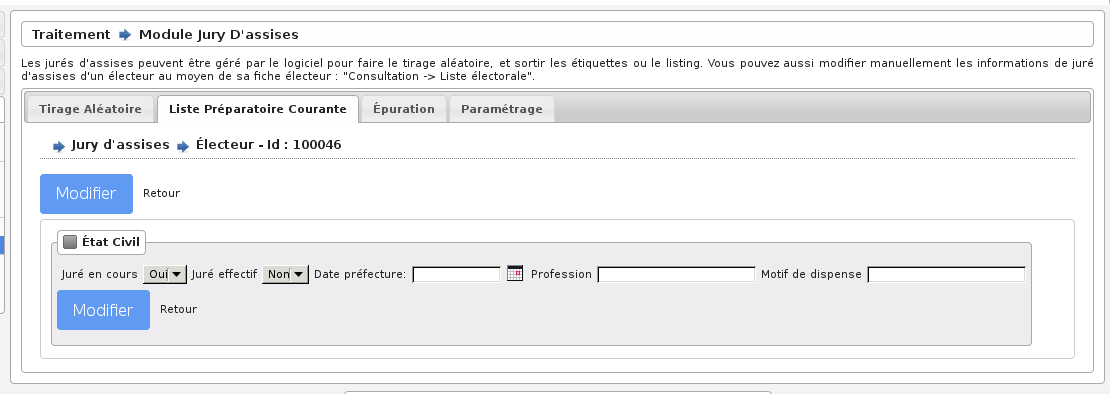 Traitement Module Jury D'assises
Les jurés d'assises peuvent être géré par le logiciel pour faire le tirage aléatoire, et sortir les étiquettes ou le listing. Vous pouvez aussi modifier manuellement les informations de juré
d'assises d'un électeur au moyen de sa fiche électeur : "Consultation -> Liste électorale".
Tirage Aléatoire Liste Préparatoire Courante Épuration Paramétrage
Jury d'assises Électeur - Id : 100046
Modifier Retour
État Civil
Juré en cours Oui Juré effectif Non Date préfecture: Profession Motif de dispense
Modifier Retour